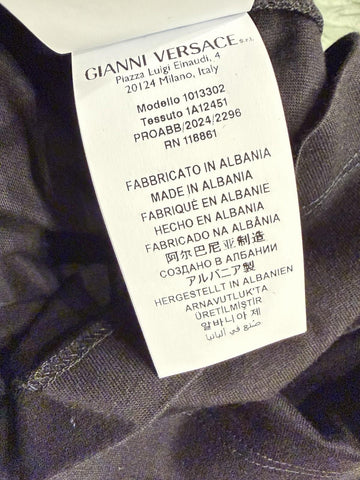 GIANNI VERSACE s.r.l.
Piazza Luigi Einaudi, 4
20124 Milano, Italy
Modello 1013302
Tessuto 1A12451
PROABB/2024/2296
RN 118861
FABBRICATO IN ALBANIA
MADE IN ALBANIA
FABRIQUÉ EN ALBANIE
HECHO EN ALBANIA
FABRICADO NA ALBÂNIA
阿尔巴尼亚制造
СОЗДАНО В АЛБАНИИ
アルバニア製
HERGESTELLT IN ALBANIEN
ARNAVUTLUK'TA
ÜRETİLMİŞTİR
알바니아 제
صنع في ألبانيا